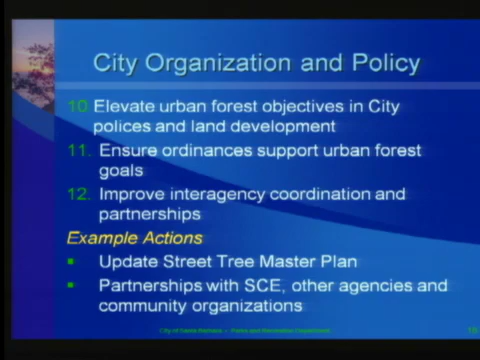 City Organization and Policy
10. Elevate urban forest objectives in City
polices and land development
11. Ensure ordinances support urban forest
goals
12. Improve interagency coordination and
partnerships
Example Actions
Update Street Tree Master Plan
Partnerships with SCE, other agencies and
community organizations
City of Santa Barbara - Parks and Recreation Department